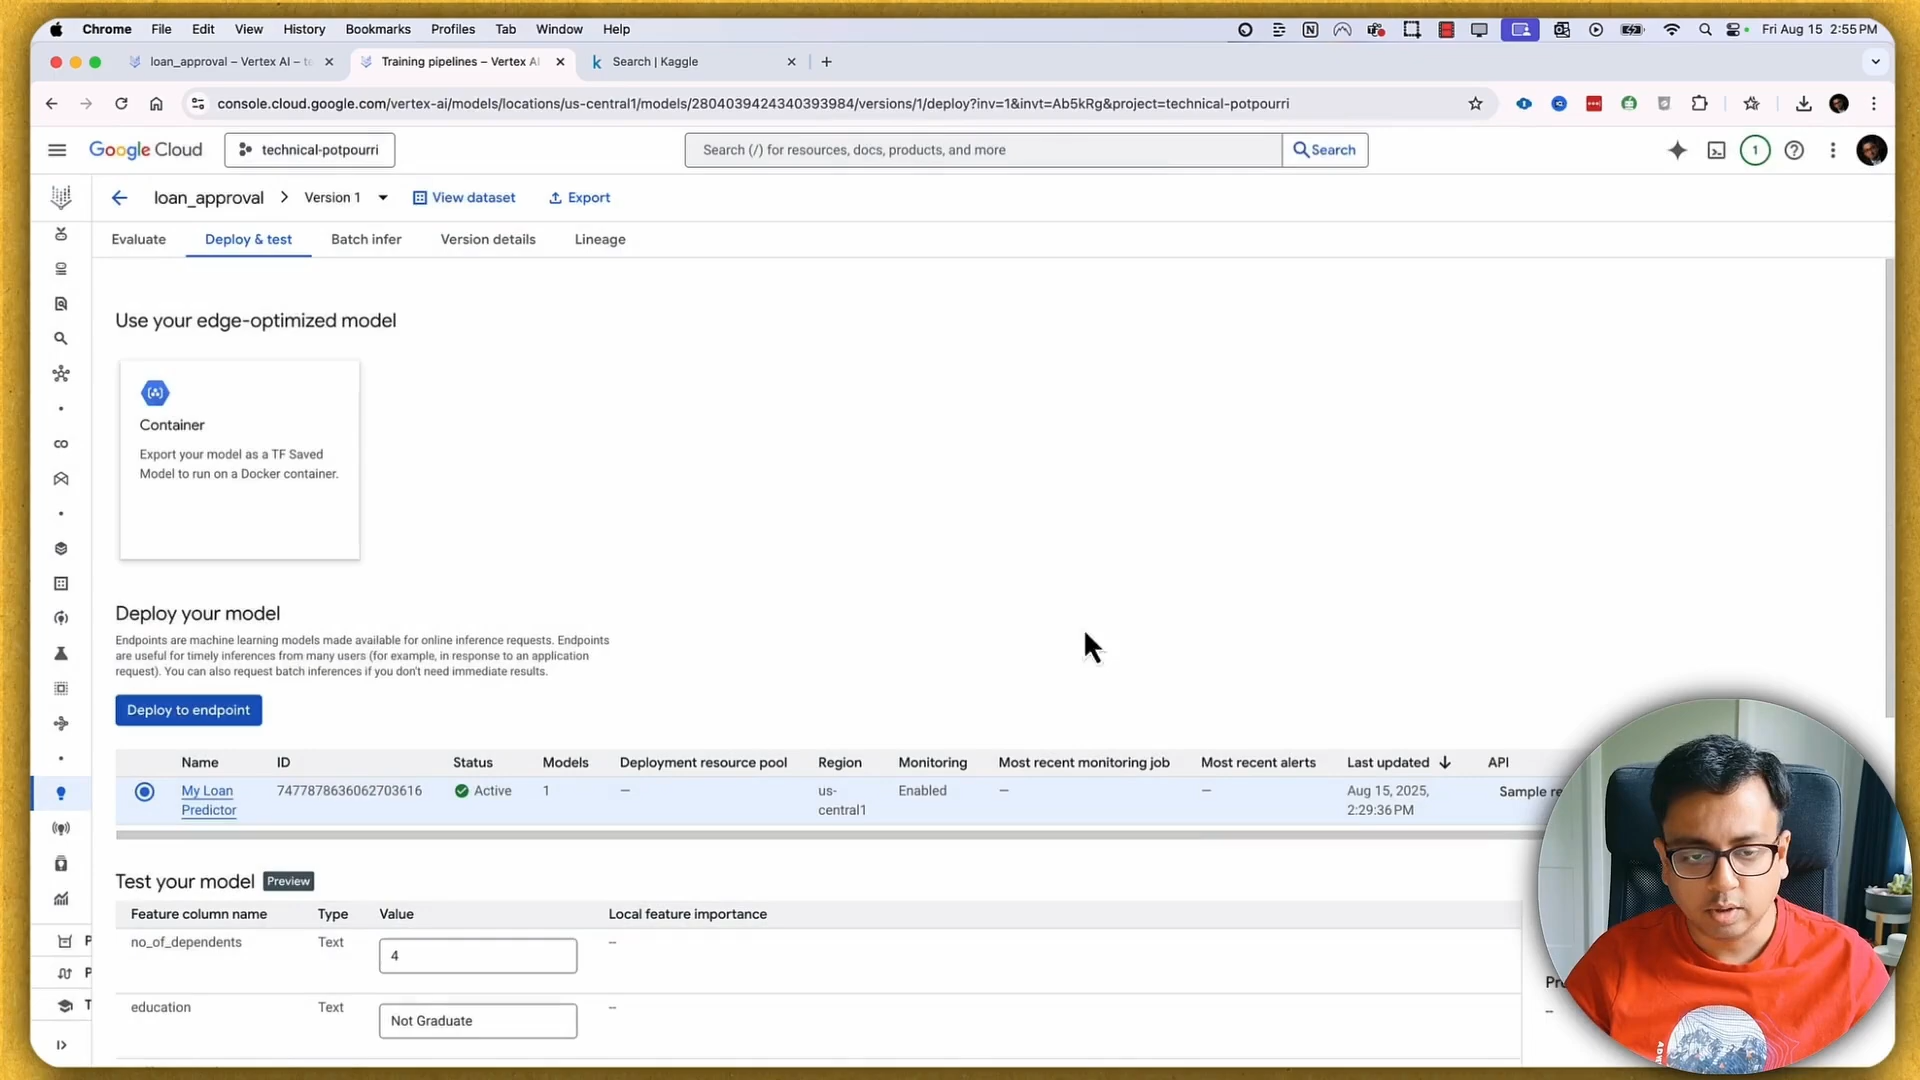 Chrome File Edit View History Bookmarks Profiles Tab Window Help Fri Aug 15 2:55 PM
loan_approval – Vertex AI – te Training pipelines – Vertex AI Search | Kaggle
console.cloud.google.com/vertex-ai/models/locations/us-central1/models/2804039424340393984/versions/1/deploy?inv=1&invt=Ab5kRg&project=technical-potpourri
Google Cloud technical-potpourri Search (/) for resources, docs, products, and more Search 1
loan_approval Version 1 View dataset Export
Evaluate Deploy & test Batch infer Version details Lineage
Use your edge-optimized model
Container
Export your model as a TF Saved
Model to run on a Docker container.
Deploy your model
Endpoints are machine learning models made available for online inference requests. Endpoints
are useful for timely inferences from many users (for example, in response to an application
request). You can also request batch inferences if you don't need immediate results.
Deploy to endpoint
Name ID Status Models Deployment resource pool Region Monitoring Most recent monitoring job Most recent alerts Last updated API
My Loan 7477878636062703616 Active 1 — us- Enabled — — Aug 15, 2025, Sample re
Predictor central1 2:29:36 PM
Test your model Preview
Feature column name Type Value Local feature importance
no_of_dependents Text 4 --
education Text Not Graduate --